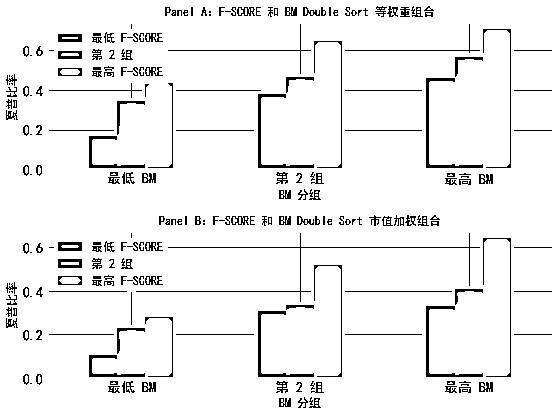 Panel A: F-SCORE 和 BM Double Sort 等权重组合
夏普比率
0.6
0.4
0.2
0.0
最低 F-SCORE
第 2 组
最高 F-SCORE
最低 BM
第 2 组
最高 BM
BM 分组
Panel B: F-SCORE 和 BM Double Sort 市值加权组合
夏普比率
0.6
0.4
0.2
0.0
最低 F-SCORE
第 2 组
最高 F-SCORE
最低 BM
第 2 组
最高 BM
BM 分组